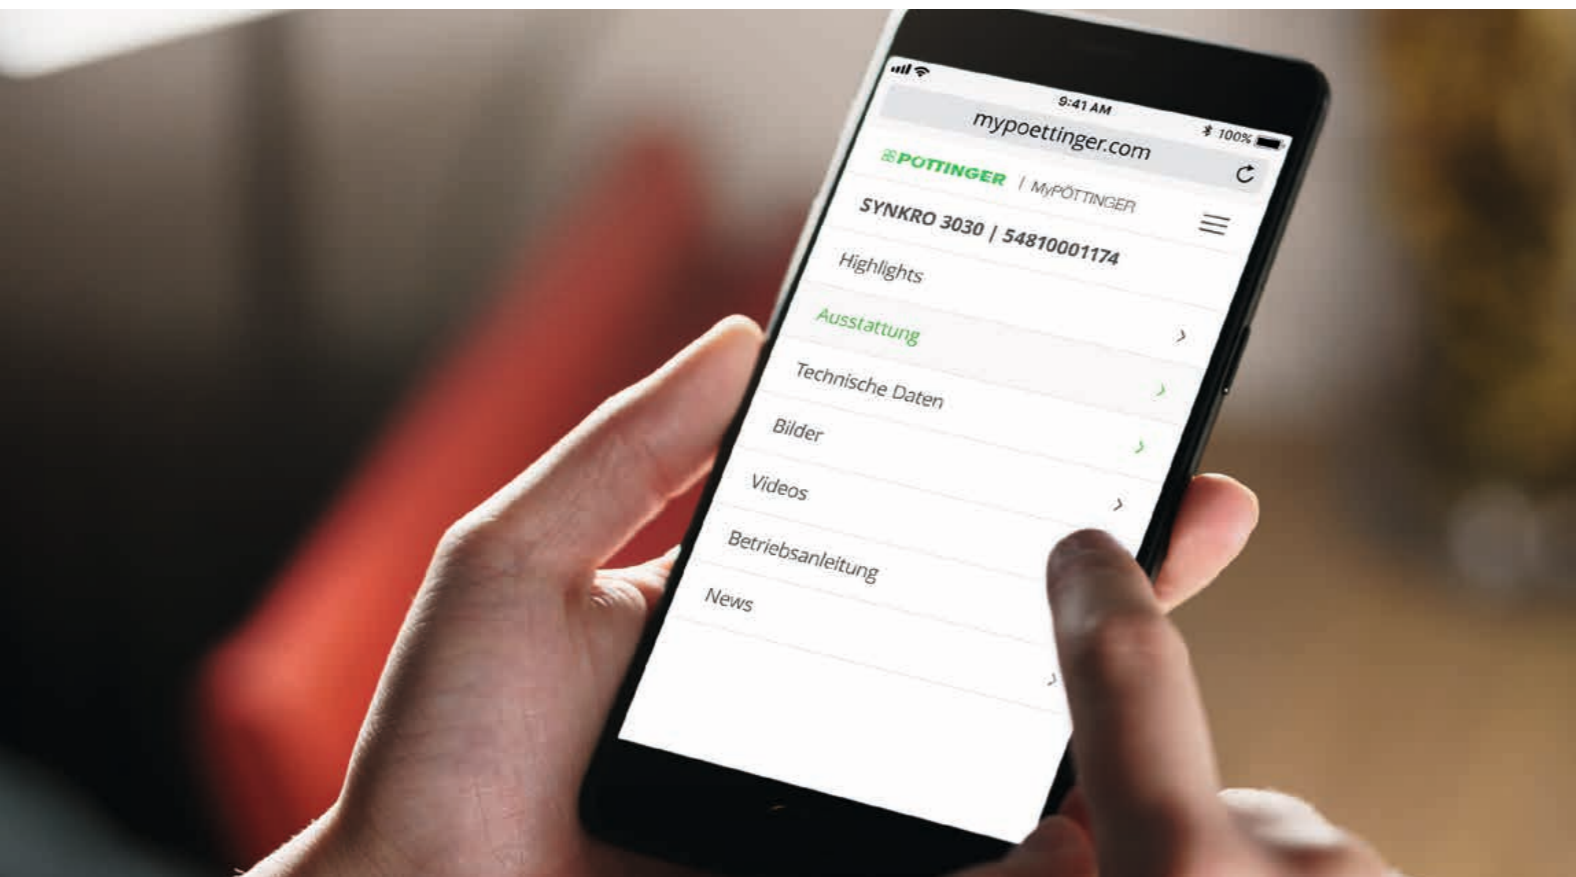 9:41 AM
100%
mypoettinger.com
PÖTTINGER | MyPÖTTINGER
SYNKRO 3030 | 54810001174
Highlights
Ausstattung
Technische Daten
Bilder
Videos
Betriebsanleitung
News